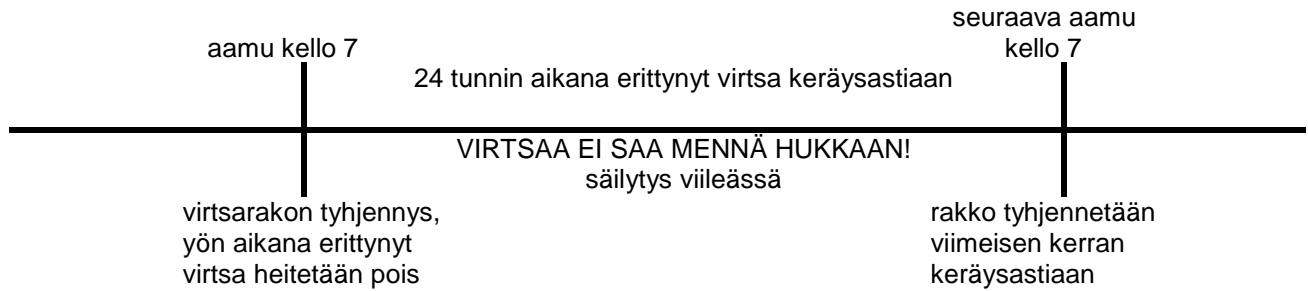 aamu kello 7
seuraava aamu
kello 7
24 tunnin aikana erittynyt virtsa keräysastiaan
VIRTSAA EI SAA MENNÄ HUKKAAN!
säilytys viileässä
virtsarakon tyhjennys,
yön aikana erittynyt
virtsa heitetään pois
rakko tyhjennetään
viimeisen kerran
keräysastiaan